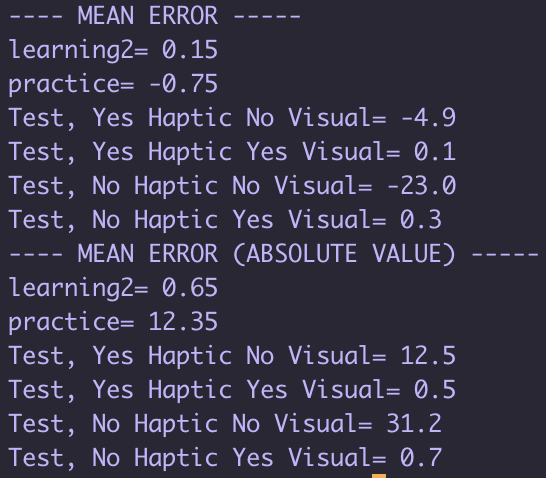 ---- MEAN ERROR -----
learning2= 0.15
practice= -0.75
Test, Yes Haptic No Visual= -4.9
Test, Yes Haptic Yes Visual= 0.1
Test, No Haptic No Visual= -23.0
Test, No Haptic Yes Visual= 0.3
---- MEAN ERROR (ABSOLUTE VALUE) -----
learning2= 0.65
practice= 12.35
Test, Yes Haptic No Visual= 12.5
Test, Yes Haptic Yes Visual= 0.5
Test, No Haptic No Visual= 31.2
Test, No Haptic Yes Visual= 0.7